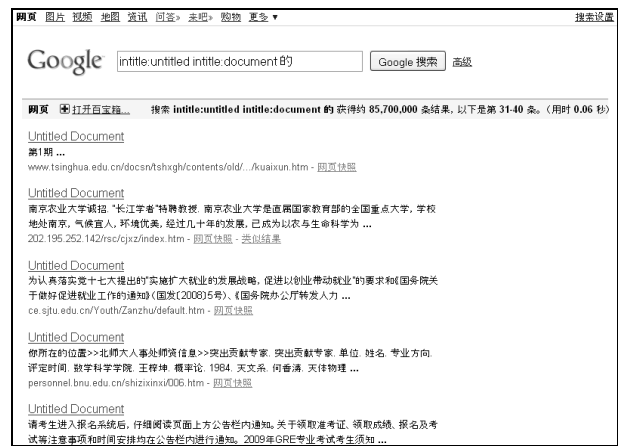 网页 图片 视频 地图 资讯 问答» 来吧» 购物 更多 ▼ 搜索设置
Google intitle:untitled intitle:document 的 Google 搜索 高级
网页 打开百宝箱... 搜索 intitle:untitled intitle:document 的 获得约 85,700,000 条结果, 以下是第 31-40 条。 (用时 0.06 秒)
Untitled Document
第1期 ...
www.tsinghua.edu.cn/docsn/tshxgh/contents/old/.../kuaixun.htm - 网页快照
Untitled Document
南京农业大学诚招. "长江学者"特聘教授. 南京农业大学是直属国家教育部的全国重点大学, 学校
地处南京, 气候宜人, 环境优美, 经过几十年的发展, 已成为以农与生命科学为 ...
202.195.252.142/rsc/cjxz/index.htm - 网页快照 - 类似结果
Untitled Document
为认真落实党十七大提出的"实施扩大就业的发展战略, 促进以创业带动就业"的要求和《国务院关
于做好促进就业工作的通知》(国发[2008]5号)、《国务院办公厅转发人力 ...
ce.sjtu.edu.cn/Youth/Zanzhu/default.htm - 网页快照
Untitled Document
你所在的位置>>北师大人事处师资信息>>突出贡献专家. 突出贡献专家. 单位. 姓名. 专业方向.
评定时间. 数学科学学院. 王梓坤. 概率论. 1984. 天文系. 何香涛. 天体物理 ...
personnel.bnu.edu.cn/shizixinxi/006.htm - 网页快照
Untitled Document
请考生进入报名系统后, 仔细阅读页面上方公告栏内通知。关于领取准考证、领取成绩、报名及考
试等注意事项和时间安排均在公告栏内进行通知。2009年GRE专业考试考生须知 ...